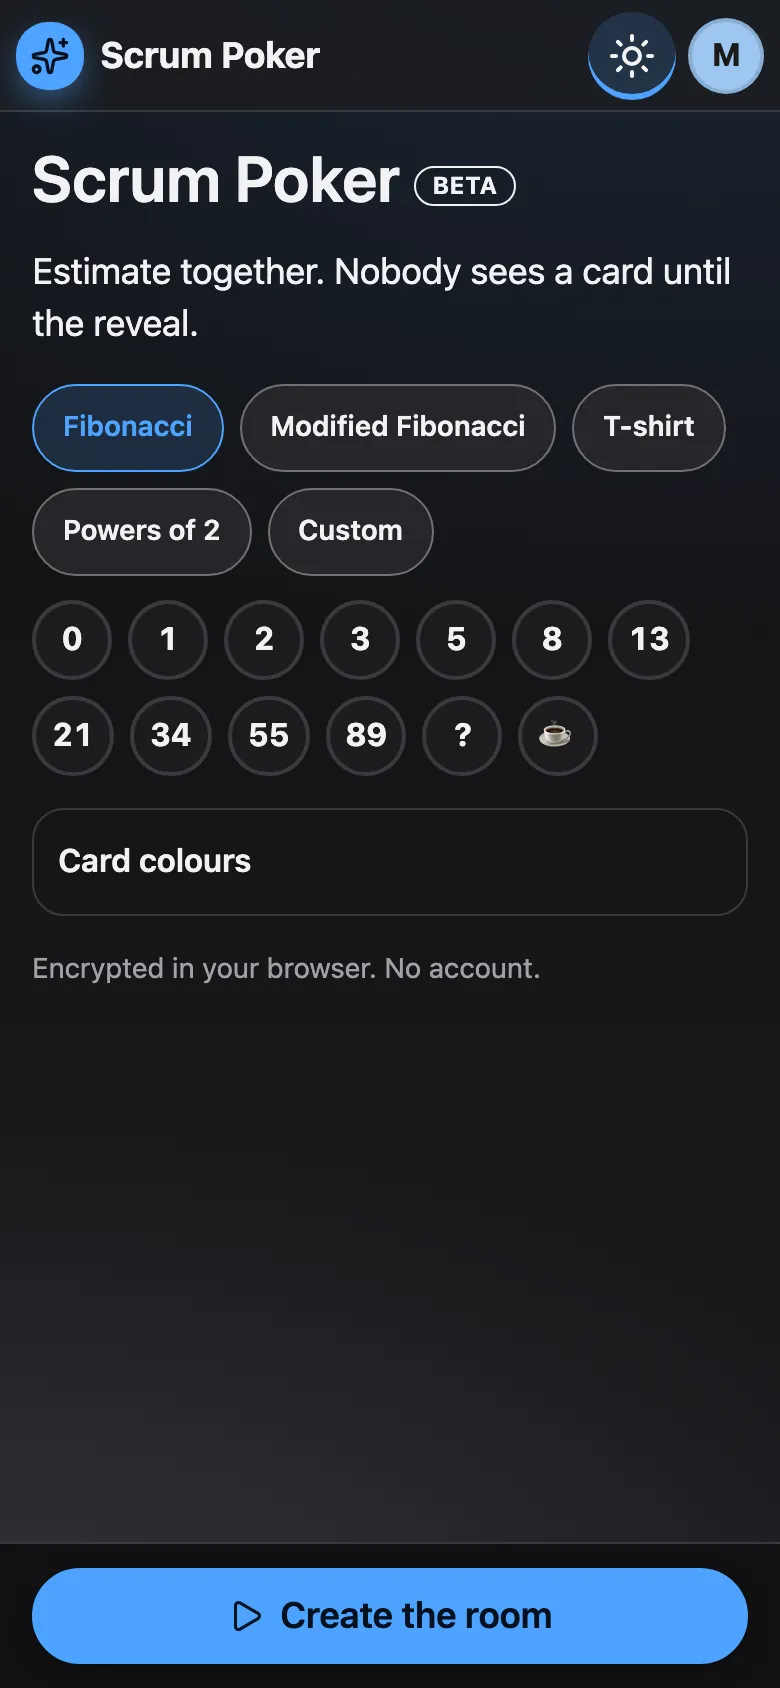 Scrum Poker
M
Scrum Poker BETA
Estimate together. Nobody sees a card until
the reveal.
Fibonacci Modified Fibonacci T-shirt
Powers of 2 Custom
0 1 2 3 5 8 13
21 34 55 89 ? ☕
Card colours
Encrypted in your browser. No account.
Create the room